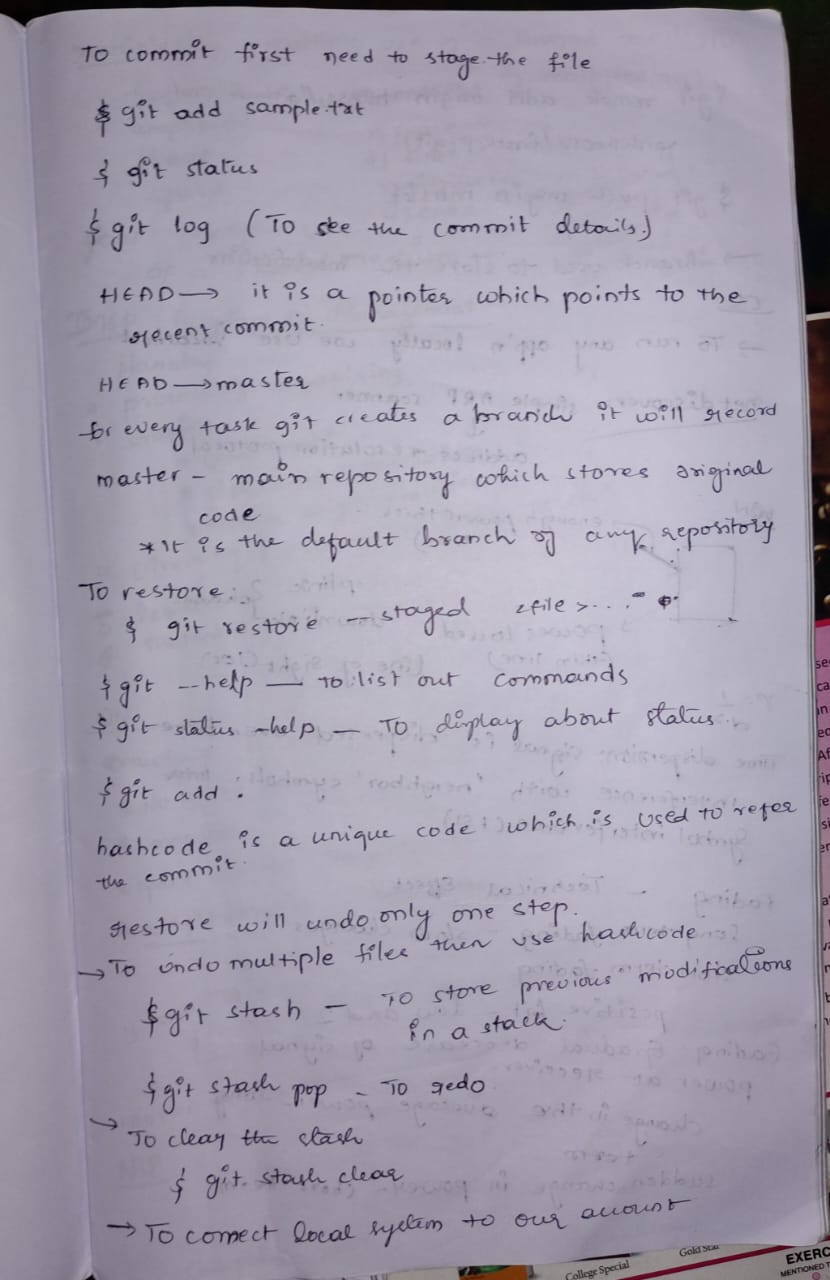 To commit first need to stage the file
$ git add sample.txt
$ git status
$ git log (To see the commit details)
HEAD → it is a pointer which points to the
recent commit.
HEAD → master
for every task git creates a branch it will record
master - main repository which stores original
code
* It is the default branch of any repository
To restore:
$ git restore --staged <file>...
$ git --help — To list out commands
$ git status -help — To display about status
$ git add .
hashcode is a unique code which is used to refer
the commit.
restore will undo only one step.
→ To undo multiple files then use hashcode
$ git stash - To store previous modifications
in a stack.
$ git stash pop - To redo
→ To clear the stash
$ git stash clear
→ To connect local system to our account
College Special
Gold
EXERC
MENTIONED